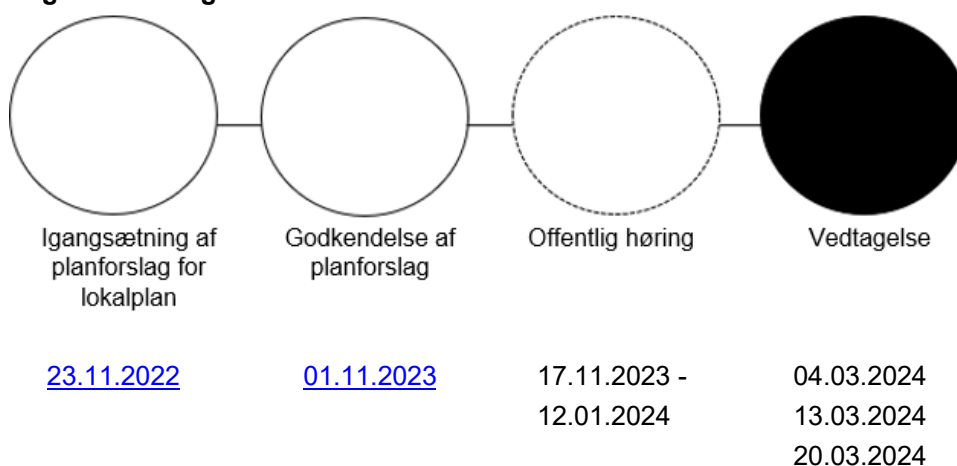 Igangsætning af
planforslag for
lokalplan
Godkendelse af
planforslag
Offentlig høring
Vedtagelse
23.11.2022
01.11.2023
17.11.2023 -
12.01.2024
04.03.2024
13.03.2024
20.03.2024